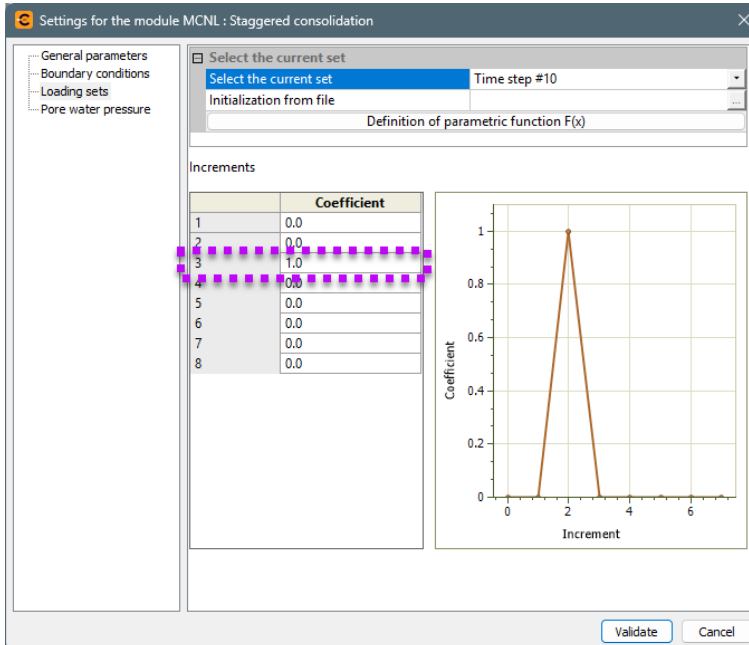 Settings for the module MCNL : Staggered consolidation
General parameters
Boundary conditions
Loading sets
Pore water pressure
Select the current set
Select the current set Time step #10
Initialization from file ...
Definition of parametric function F(x)
Increments
Coefficient
1 0.0
2 0.0
3 1.0
4 0.0
5 0.0
6 0.0
7 0.0
8 0.0
Coefficient
1
0.8
0.6
0.4
0.2
0
0 2 4 6
Increment
Validate Cancel